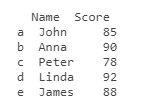 Name Score
a John 85
b Anna 90
c Peter 78
d Linda 92
e James 88